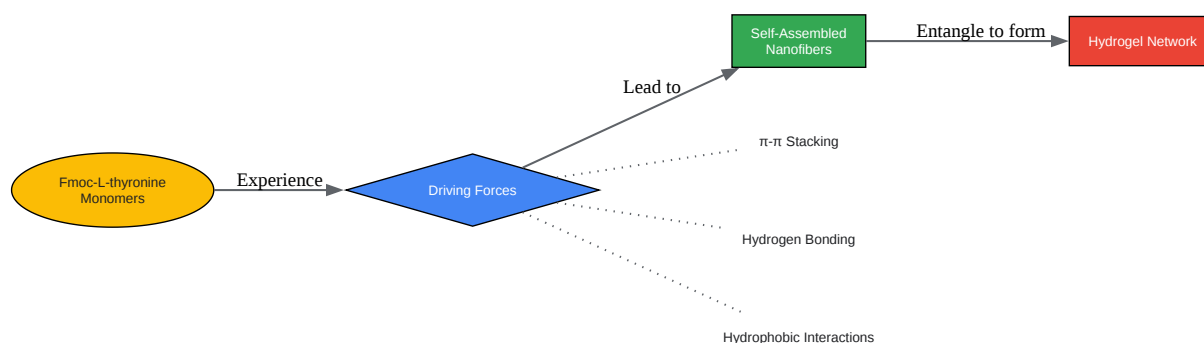 Fmoc-L-thyronine
Monomers
Experience
Driving Forces
Lead to
Self-Assembled
Nanofibers
Entangle to form
Hydrogel Network
π-π Stacking
Hydrogen Bonding
Hydrophobic Interactions